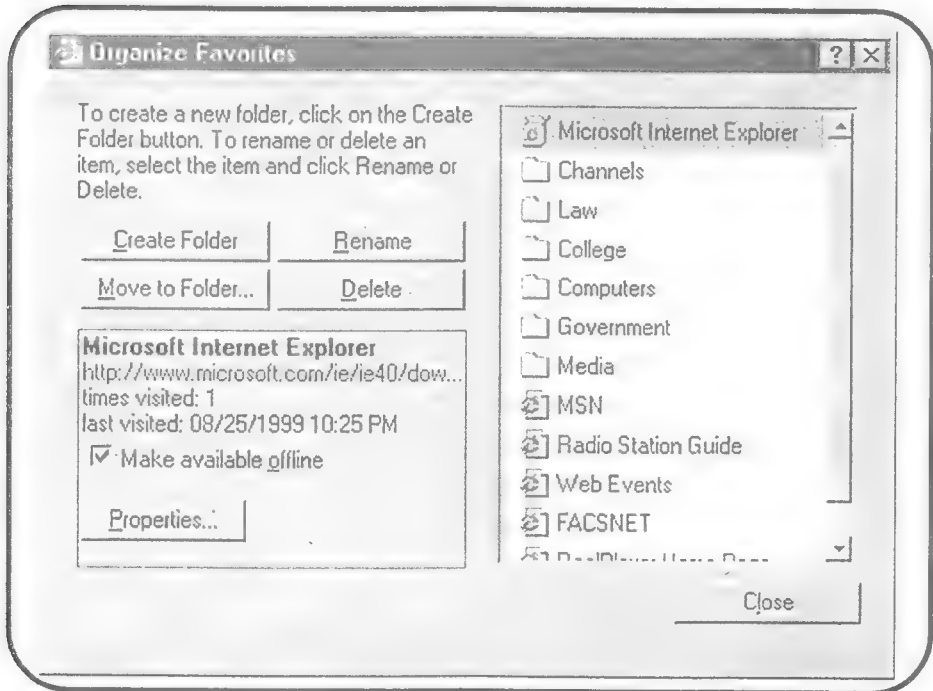 Organize Favorites
? X
To create a new folder, click on the Create
Folder button. To rename or delete an
item, select the item and click Rename or
Delete.
Create Folder
Rename
Move to Folder...
Delete
Microsoft Internet Explorer
http://www.microsoft.com/ie/ie40/dow...
times visited: 1
last visited: 08/25/1999 10:25 PM
Make available offline
Properties...
Microsoft Internet Explorer
Channels
Law
College
Computers
Government
Media
MSN
Radio Station Guide
Web Events
FACSNET
RealPlayer Home Page
Close